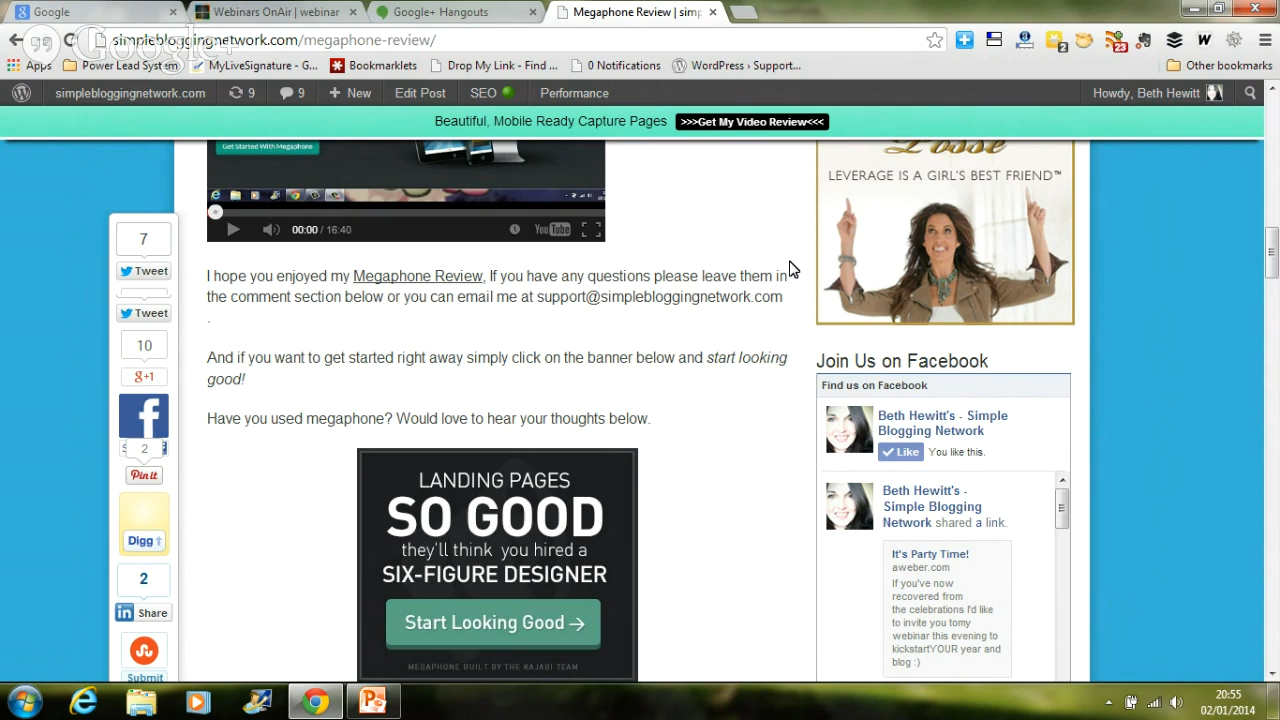 Google
Webinars OnAir | webinar
Google+ Hangouts
Megaphone Review | simp
Google+
simplebloggingnetwork.com/megaphone-review/
2
23
Apps
Power Lead System
MyLiveSignature - G...
Bookmarklets
Drop My Link - Find ...
0 Notifications
WordPress › Support...
Other bookmarks
simplebloggingnetwork.com
9
9
+ New
Edit Post
SEO
Performance
Howdy, Beth Hewitt
Beautiful, Mobile Ready Capture Pages
>>>Get My Video Review<<<
Get Started With Megaphone
00:00 / 16:40
YouTube
Posse
LEVERAGE IS A GIRL'S BEST FRIEND™
7
Tweet
Tweet
10
g+1
2
Pin it
Digg
2
in Share
Submit
I hope you enjoyed my Megaphone Review, If you have any questions please leave them in
the comment section below or you can email me at support@simplebloggingnetwork.com
.
And if you want to get started right away simply click on the banner below and start looking
good!
Have you used megaphone? Would love to hear your thoughts below.
LANDING PAGES
SO GOOD
they'll think you hired a
SIX-FIGURE DESIGNER
Start Looking Good →
MEGAPHONE BUILT BY THE KAJABI TEAM
Join Us on Facebook
Find us on Facebook
Beth Hewitt's - Simple
Blogging Network
Like
You like this.
Beth Hewitt's -
Simple Blogging
Network shared a link.
It's Party Time!
aweber.com
If you've now
recovered from
the celebrations I'd like
to invite you tomy
webinar this evening to
kickstartYOUR year and
blog :)
20:55
02/01/2014